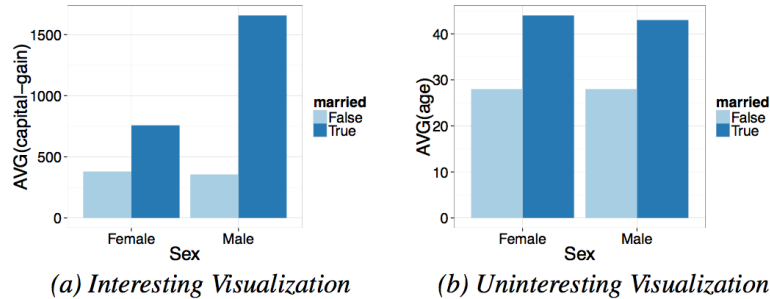 AVG(capital−gain)
1500
1000
500
0
Female
Male
Sex
married
False
True
(a) Interesting Visualization
AVG(age)
40
30
20
10
0
Female
Male
Sex
married
False
True
(b) Uninteresting Visualization